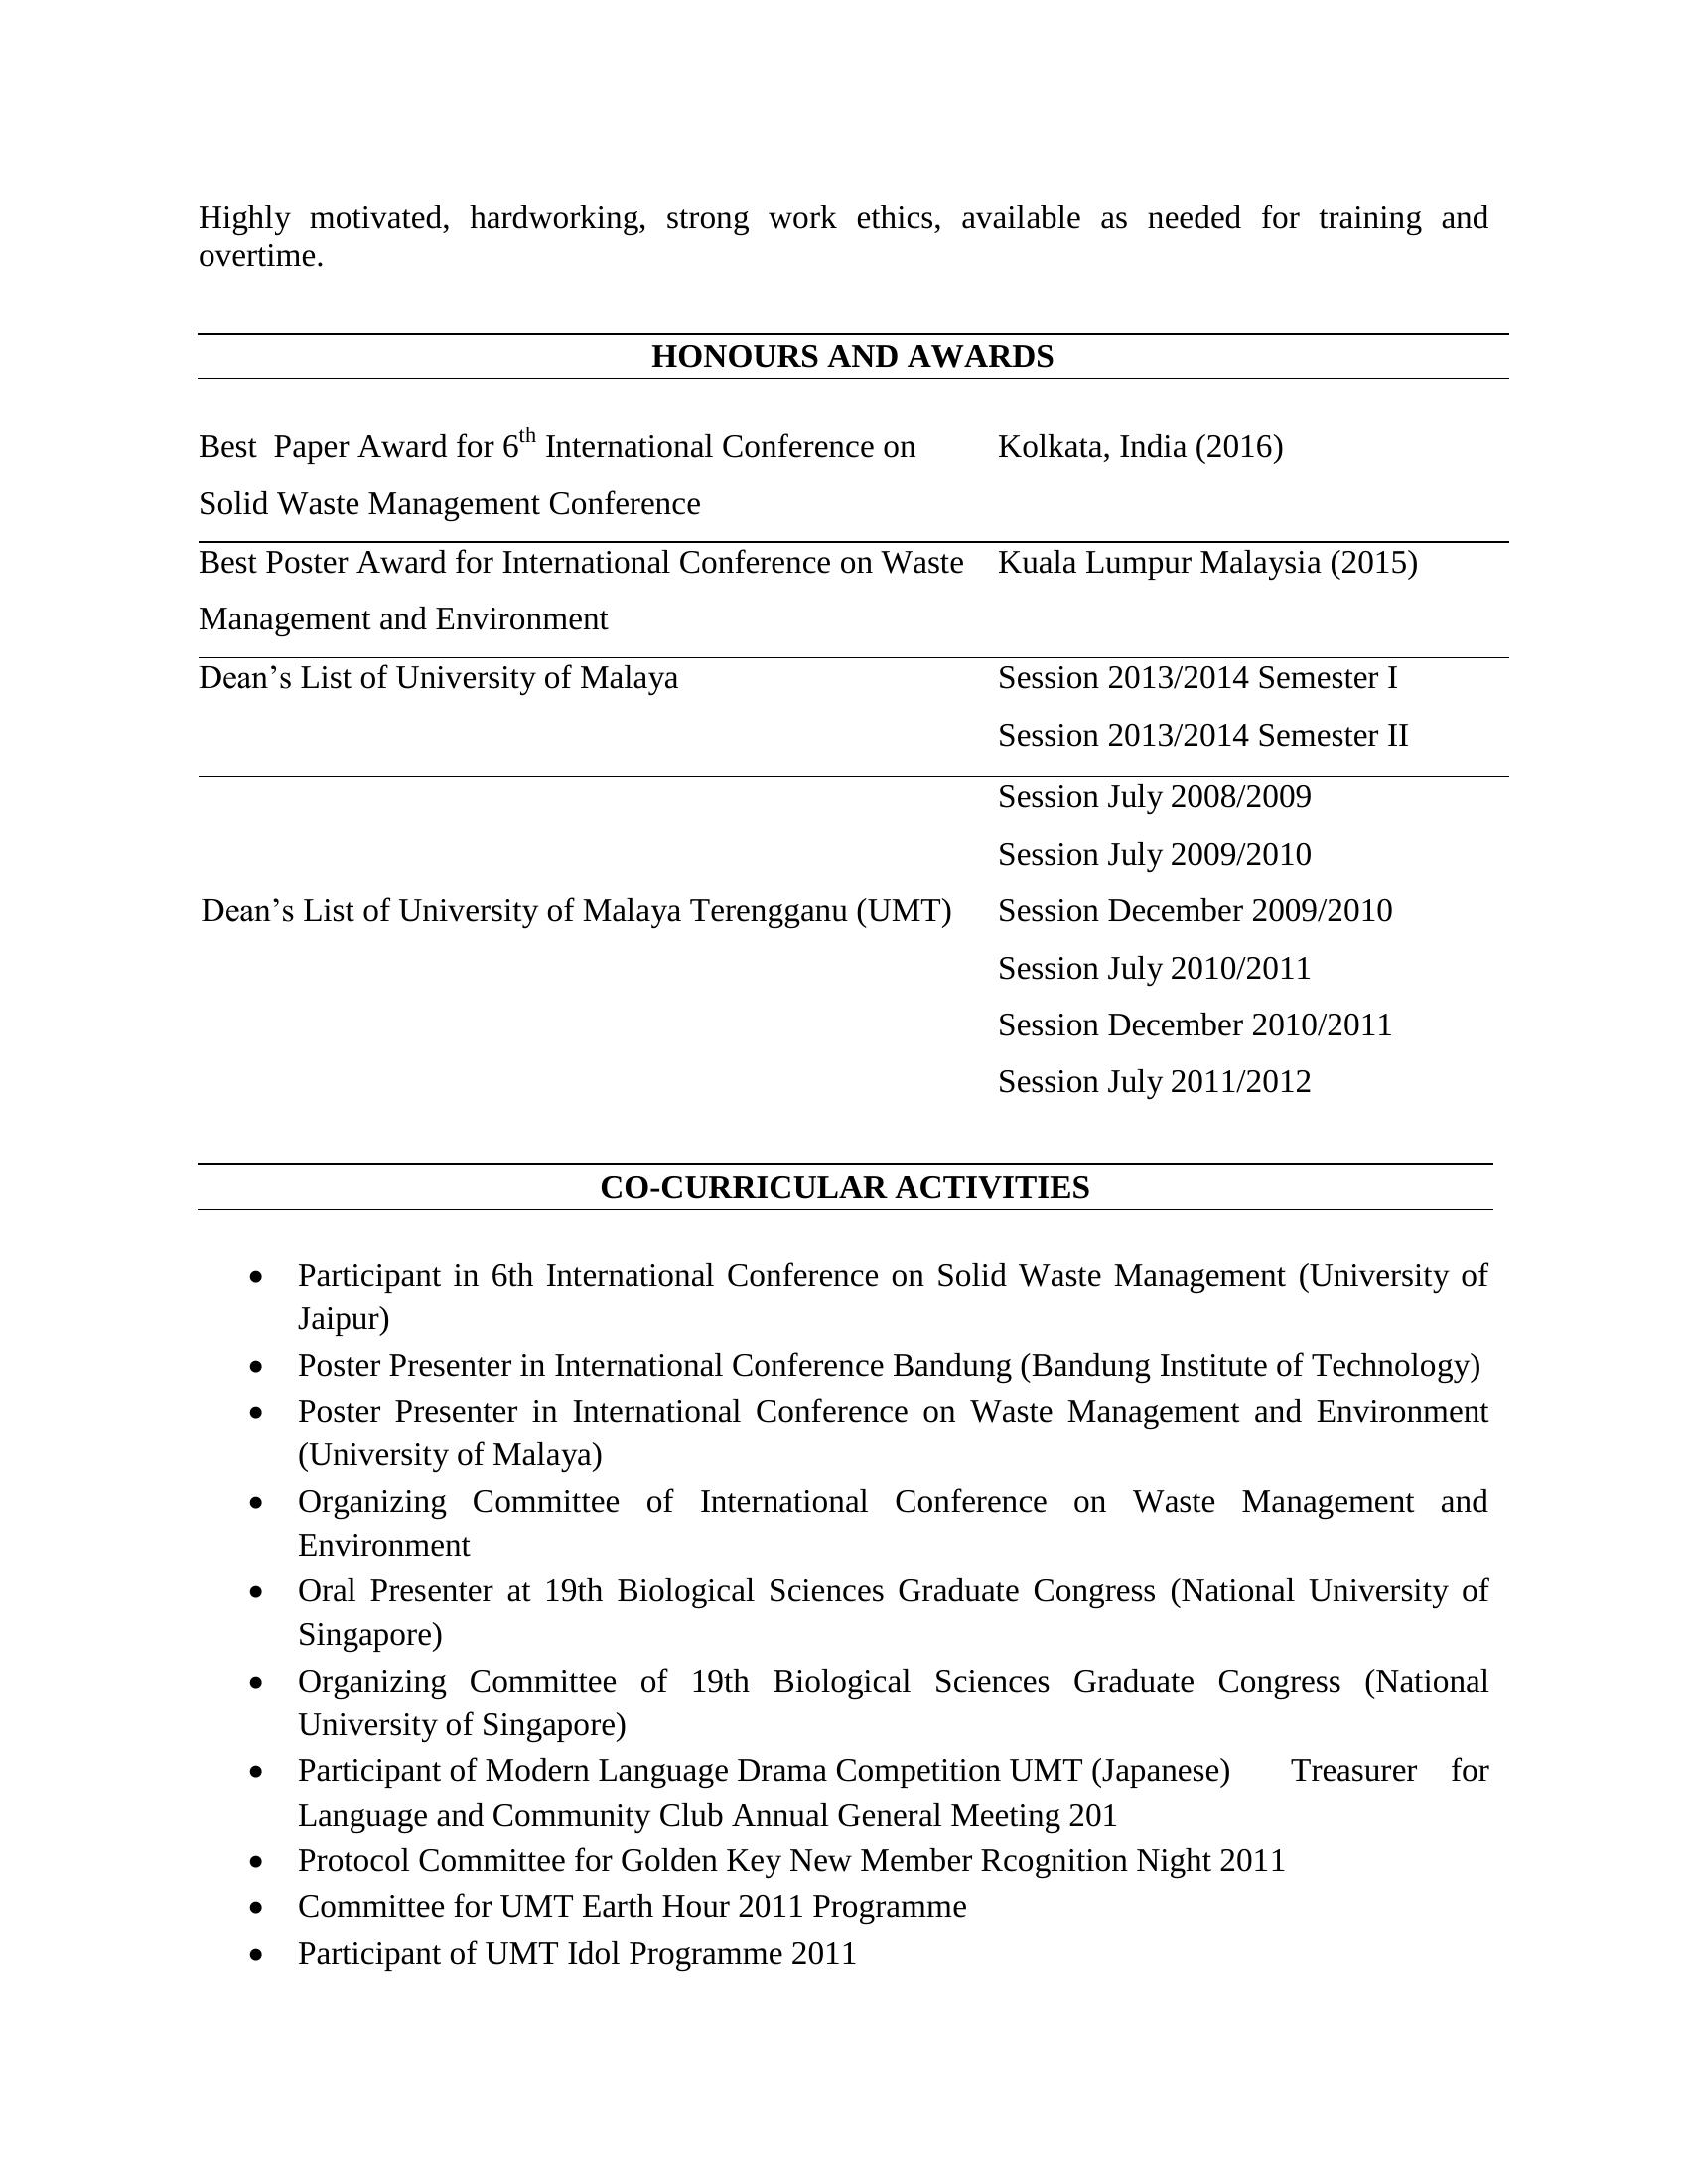 Highly motivated, hardworking, strong work ethics, available as needed for training and
overtime.
HONOURS AND AWARDS
Best Paper Award for 6th International Conference on
Solid Waste Management Conference
Kolkata, India (2016)
Best Poster Award for International Conference on Waste
Management and Environment
Kuala Lumpur Malaysia (2015)
Dean’s List of University of Malaya
Session 2013/2014 Semester I
Session 2013/2014 Semester II
Dean’s List of University of Malaya Terengganu (UMT)
Session July 2008/2009
Session July 2009/2010
Session December 2009/2010
Session July 2010/2011
Session December 2010/2011
Session July 2011/2012
CO-CURRICULAR ACTIVITIES
• Participant in 6th International Conference on Solid Waste Management (University of
Jaipur)
• Poster Presenter in International Conference Bandung (Bandung Institute of Technology)
• Poster Presenter in International Conference on Waste Management and Environment
(University of Malaya)
• Organizing Committee of International Conference on Waste Management and
Environment
• Oral Presenter at 19th Biological Sciences Graduate Congress (National University of
Singapore)
• Organizing Committee of 19th Biological Sciences Graduate Congress (National
University of Singapore)
• Participant of Modern Language Drama Competition UMT (Japanese) Treasurer for
Language and Community Club Annual General Meeting 201
• Protocol Committee for Golden Key New Member Rcognition Night 2011
• Committee for UMT Earth Hour 2011 Programme
• Participant of UMT Idol Programme 2011